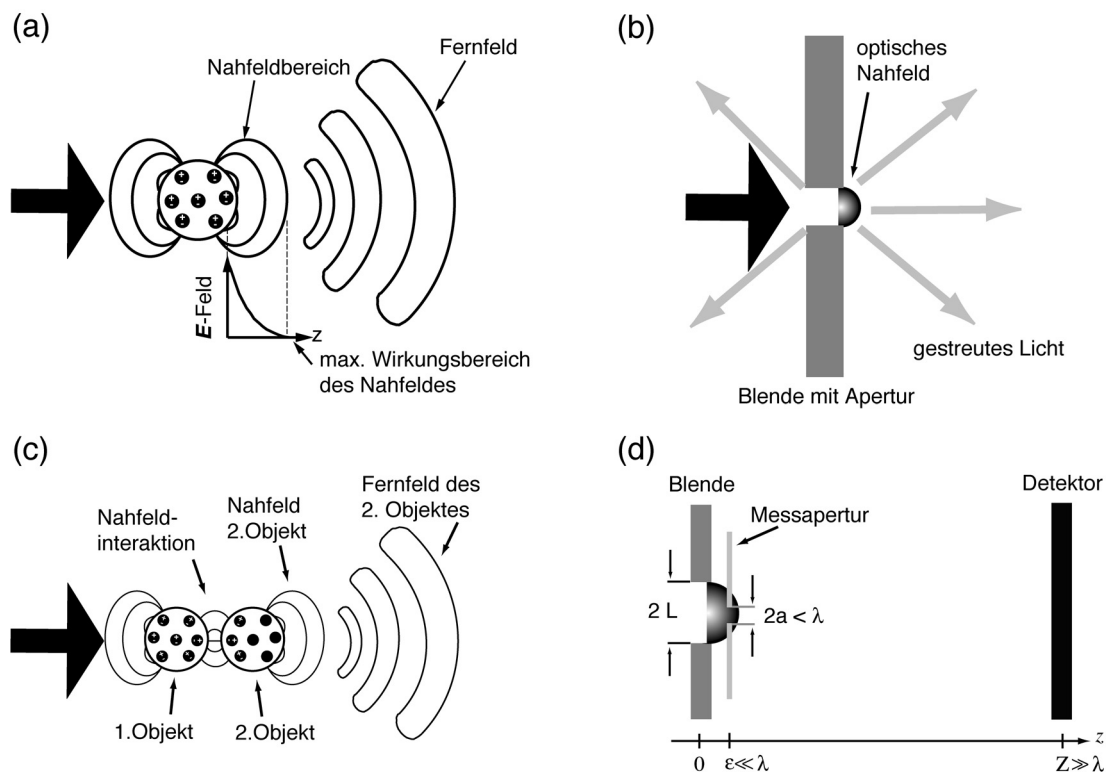 (a)
Fernfeld
Nahfeldbereich
E-Feld
z
max. Wirkungsbereich
des Nahfeldes
(b)
optisches
Nahfeld
gestreutes Licht
Blende mit Apertur
(c)
Fernfeld des
2. Objektes
Nahfeld
2.Objekt
Nahfeld-
interaktion
1.Objekt
2.Objekt
(d)
Blende
Detektor
Messapertur
2 L
2a < λ
z
0
ε≪λ
Z≫λ